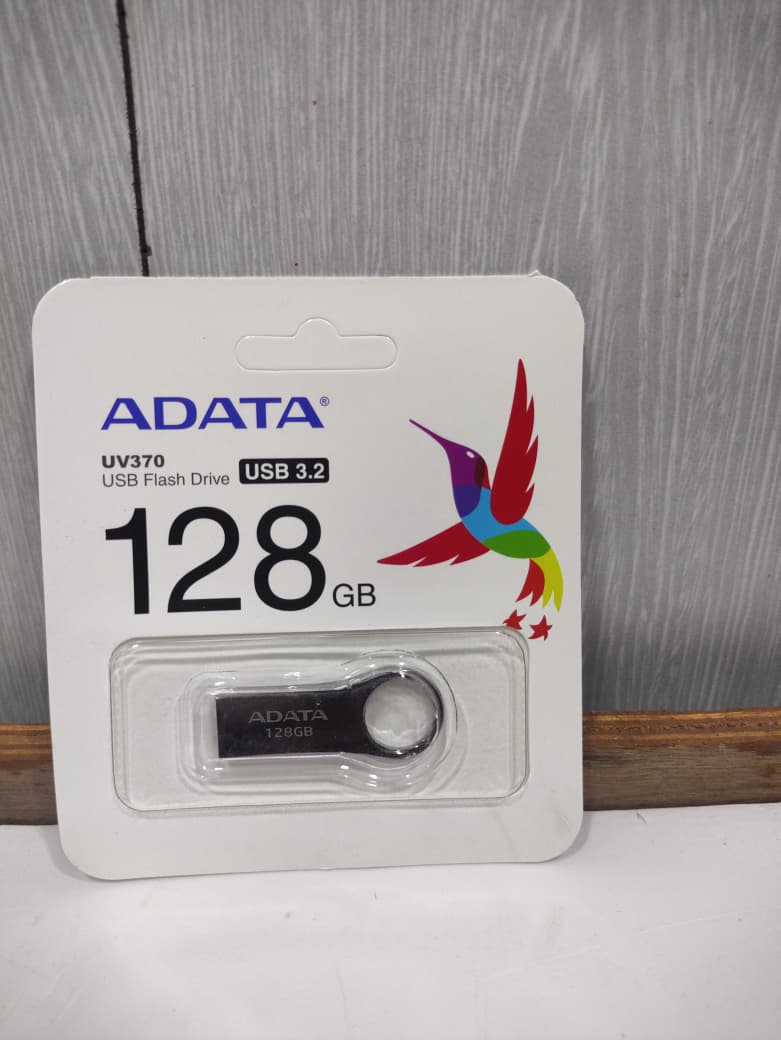 ADATA®
UV370
USB Flash Drive USB 3.2
128 GB
ADATA
128GB